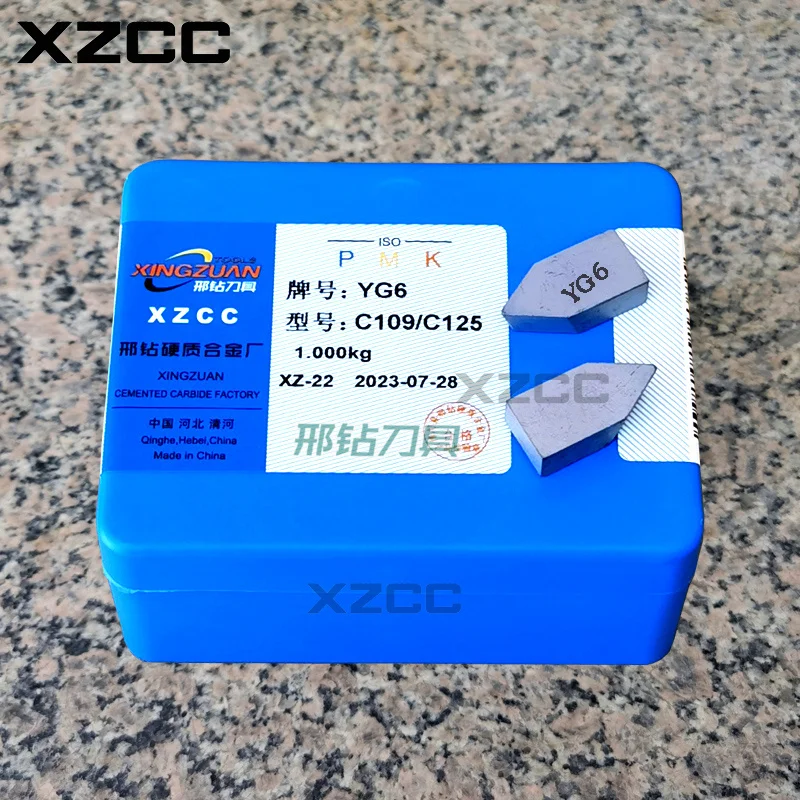 XZCC
TOOLS
XINGZUAN
邢钻刀具
XZCC
邢钻硬质合金厂
XINGZUAN
CEMENTED CARBIDE FACTORY
中国 河北 清河
Qinghe,Hebei,China
Made in China
ISO
P M K
牌号: YG6
型号: C109/C125
1.000kg
XZ-22 2023-07-28
邢钻刀具
YG6
XZCC
XZCC